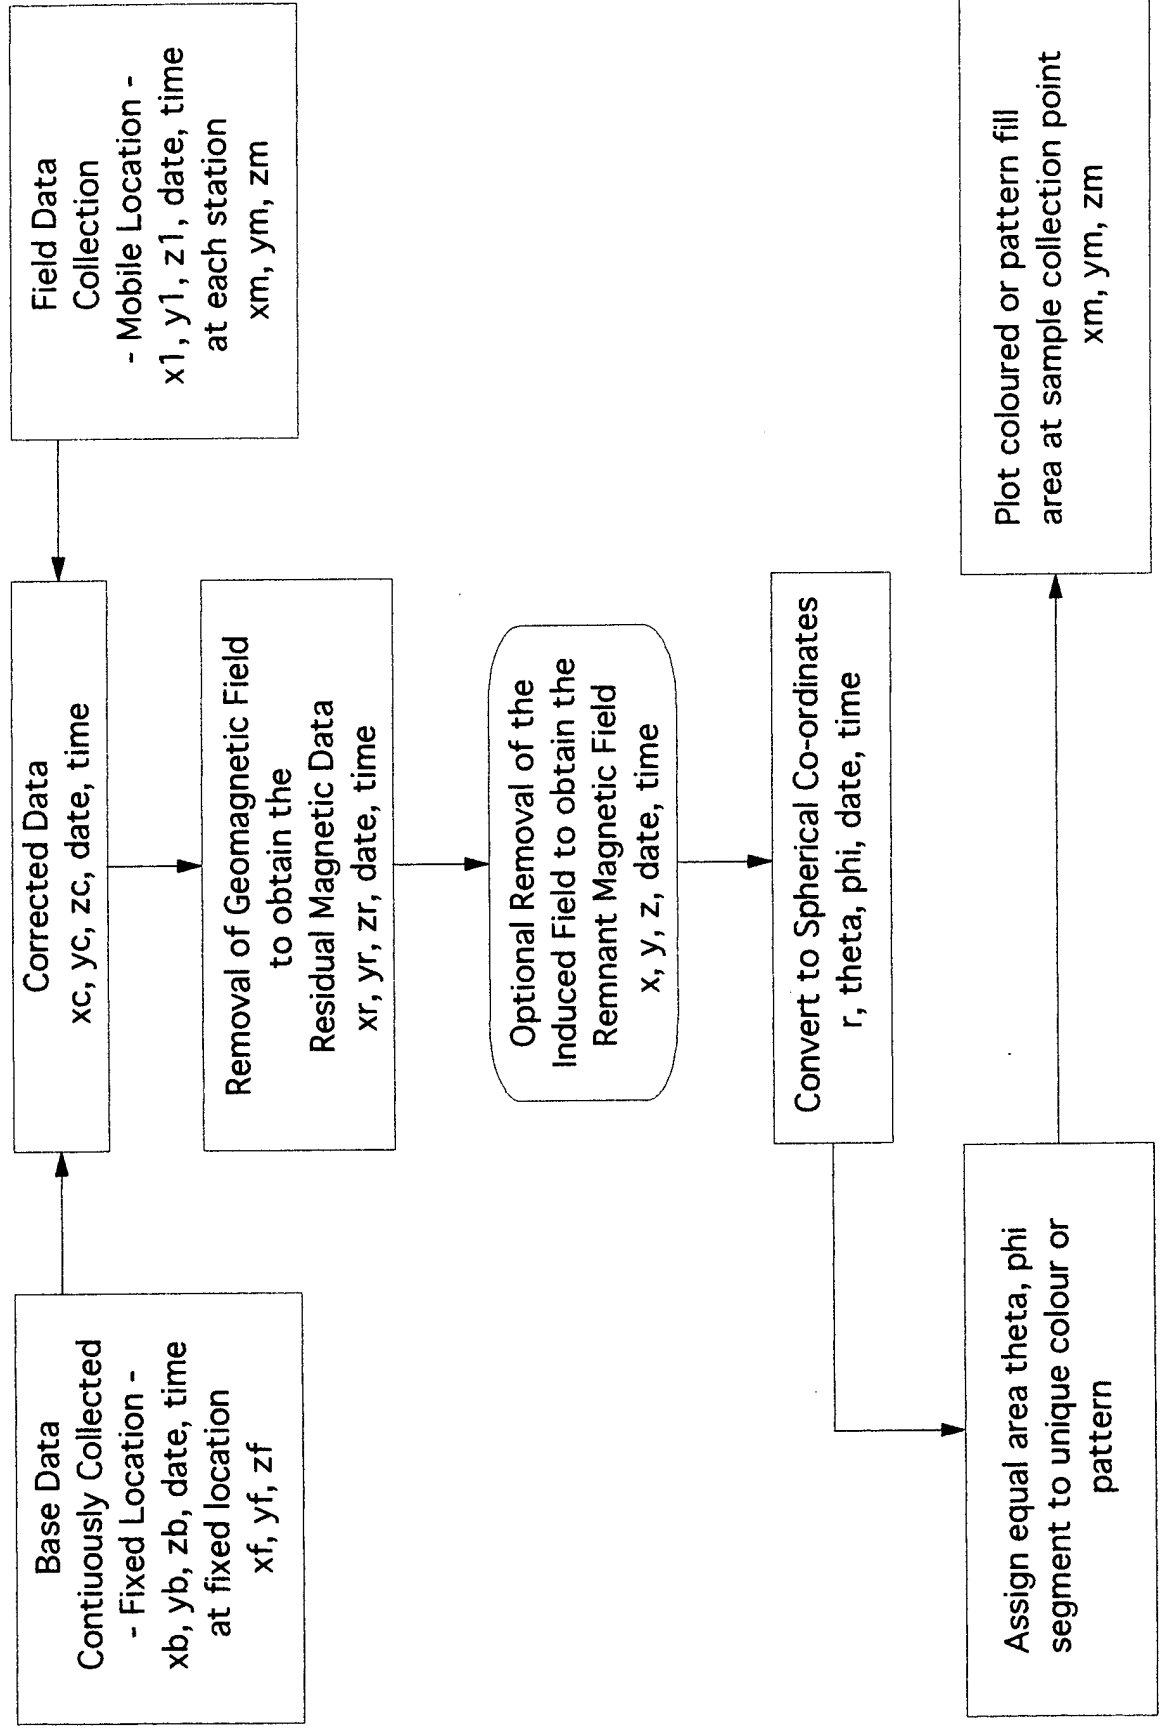 Base Data
Contiuously Collected
- Fixed Location -
xb, yb, zb, date, time
at fixed location
xf, yf, zf
Corrected Data
xc, yc, zc, date, time
Field Data
Collection
- Mobile Location -
x1, y1, z1, date, time
at each station
xm, ym, zm
Removal of Geomagnetic Field
to obtain the
Residual Magnetic Data
xr, yr, zr, date, time
Optional Removal of the
Induced Field to obtain the
Remnant Magnetic Field
x, y, z, date, time
Convert to Spherical Co-ordinates
r, theta, phi, date, time
Assign equal area theta, phi
segment to unique colour or
pattern
Plot coloured or pattern fill
area at sample collection point
xm, ym, zm